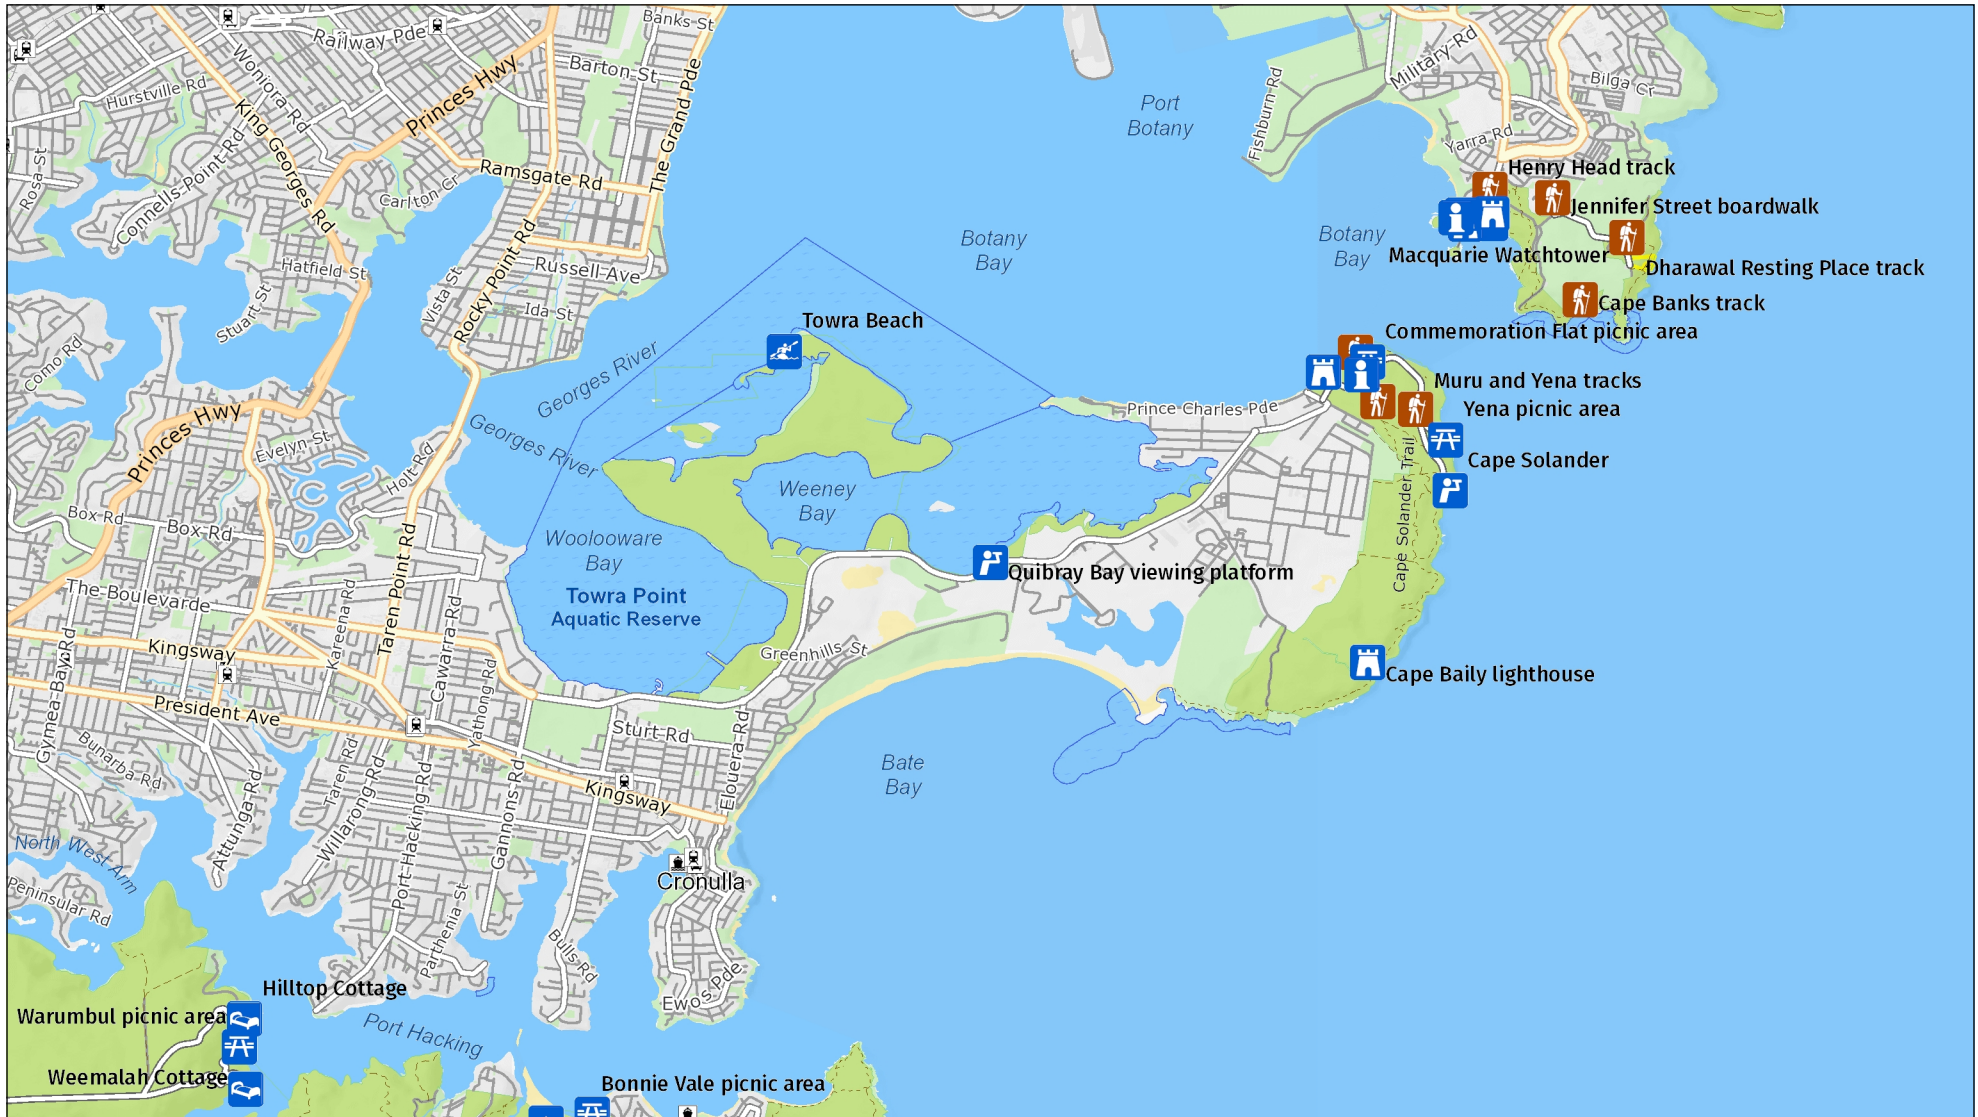 Banks St
Railway Pde
Barton St
Woniora Rd
Hurstville Rd
Princes Hwy
King Georges Rd
The Grand Pde
Military Rd
Bilga Cr
Fishburn Rd
Port
Botany
Yarra Rd
Connells Point Rd
Rosa St
Ramsgate Rd
Carlton Cr
Henry Head track
Jennifer Street boardwalk
Botany
Bay
Botany
Bay
Macquarie Watchtower
Dharawal Resting Place track
Hatfield St
Russell Ave
Rocky Point Rd
Vista St
Stuart St
Ida St
Cape Banks track
Towra Beach
Commemoration Flat picnic area
Como Rd
Georges River
Muru and Yena tracks
Prince Charles Pde
Yena picnic area
Princes Hwy
Georges River
Evelyn St
Holt Rd
Cape Solander
Cape Solander Trail
Weeney
Bay
Box Rd
Box Rd
Woolooware
Bay
Quibray Bay viewing platform
The Boulevarde
Towra Point
Aquatic Reserve
Taren Point Rd
Kareena Rd
Cawarra Rd
Kingsway
Greenhills St
Gymea Bay Rd
Yathong Rd
Cape Baily lighthouse
President Ave
Sturt Rd
Elouera Rd
Bunarba Rd
Taren Rd
Willarong Rd
Port Hacking Rd
Gannons Rd
Kingsway
Bate
Bay
Attunga Rd
North West Arm
Cronulla
Peninsular Rd
Parthenia St
Bulls Rd
Ewos Pde
Hilltop Cottage
Warumbul picnic area
Port Hacking
Weemalah Cottage
Bonnie Vale picnic area